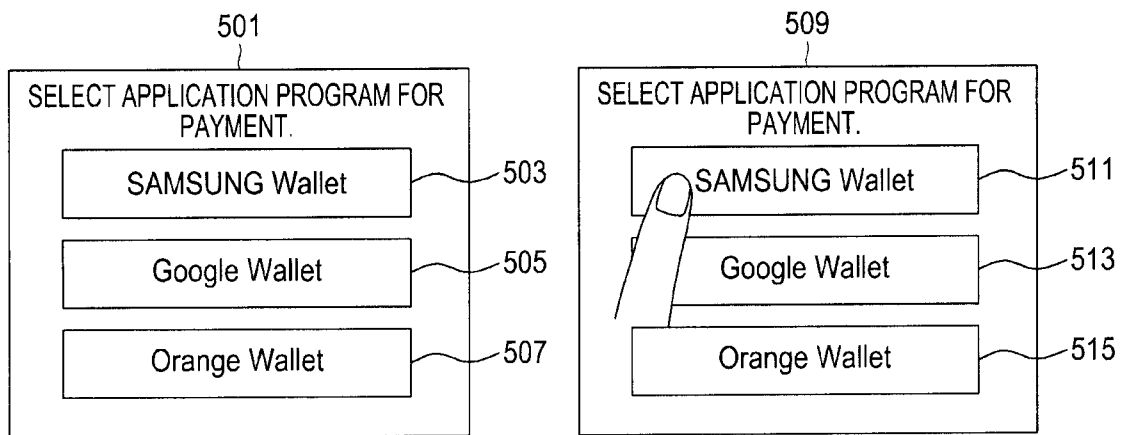 501
SELECT APPLICATION PROGRAM FOR
PAYMENT.
SAMSUNG Wallet
503
Google Wallet
505
Orange Wallet
507
509
SELECT APPLICATION PROGRAM FOR
PAYMENT.
SAMSUNG Wallet
511
Google Wallet
513
Orange Wallet
515